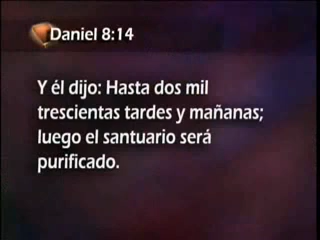 Daniel 8:14
Y él dijo: Hasta dos mil
trescientas tardes y mañanas;
luego el santuario será
purificado.